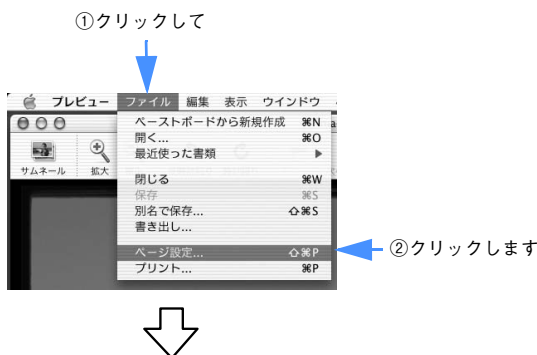 ①クリックして
プレビュー ファイル 編集 表示 ウインドウ
ペーストボードから新規作成 ⌘N
開く... ⌘O
最近使った書類 ▶
サムネール 拡大
閉じる ⌘W
保存 ⌘S
別名で保存... ⇧⌘S
書き出し...
ページ設定... ⇧⌘P
②クリックします
プリント... ⌘P